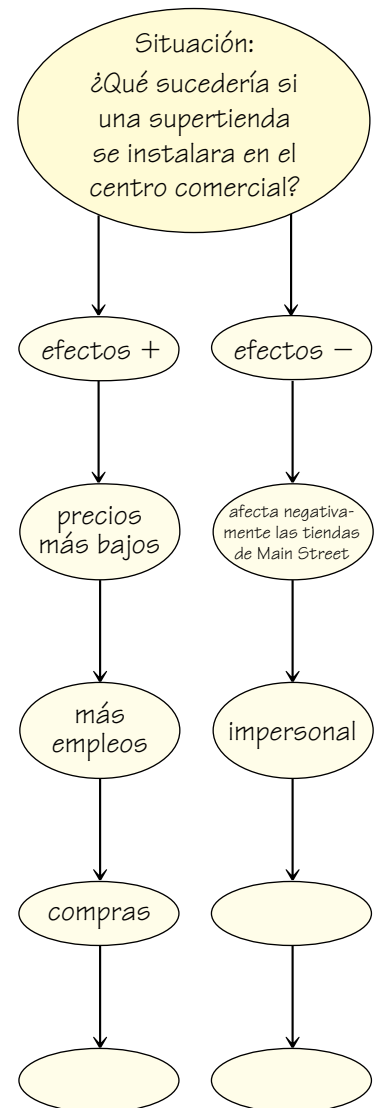 Situación:
¿Qué sucedería si
una supertienda
se instalara en el
centro comercial?
efectos +
efectos –
precios
más bajos
afecta negativa-
mente las tiendas
de Main Street
más
empleos
impersonal
compras